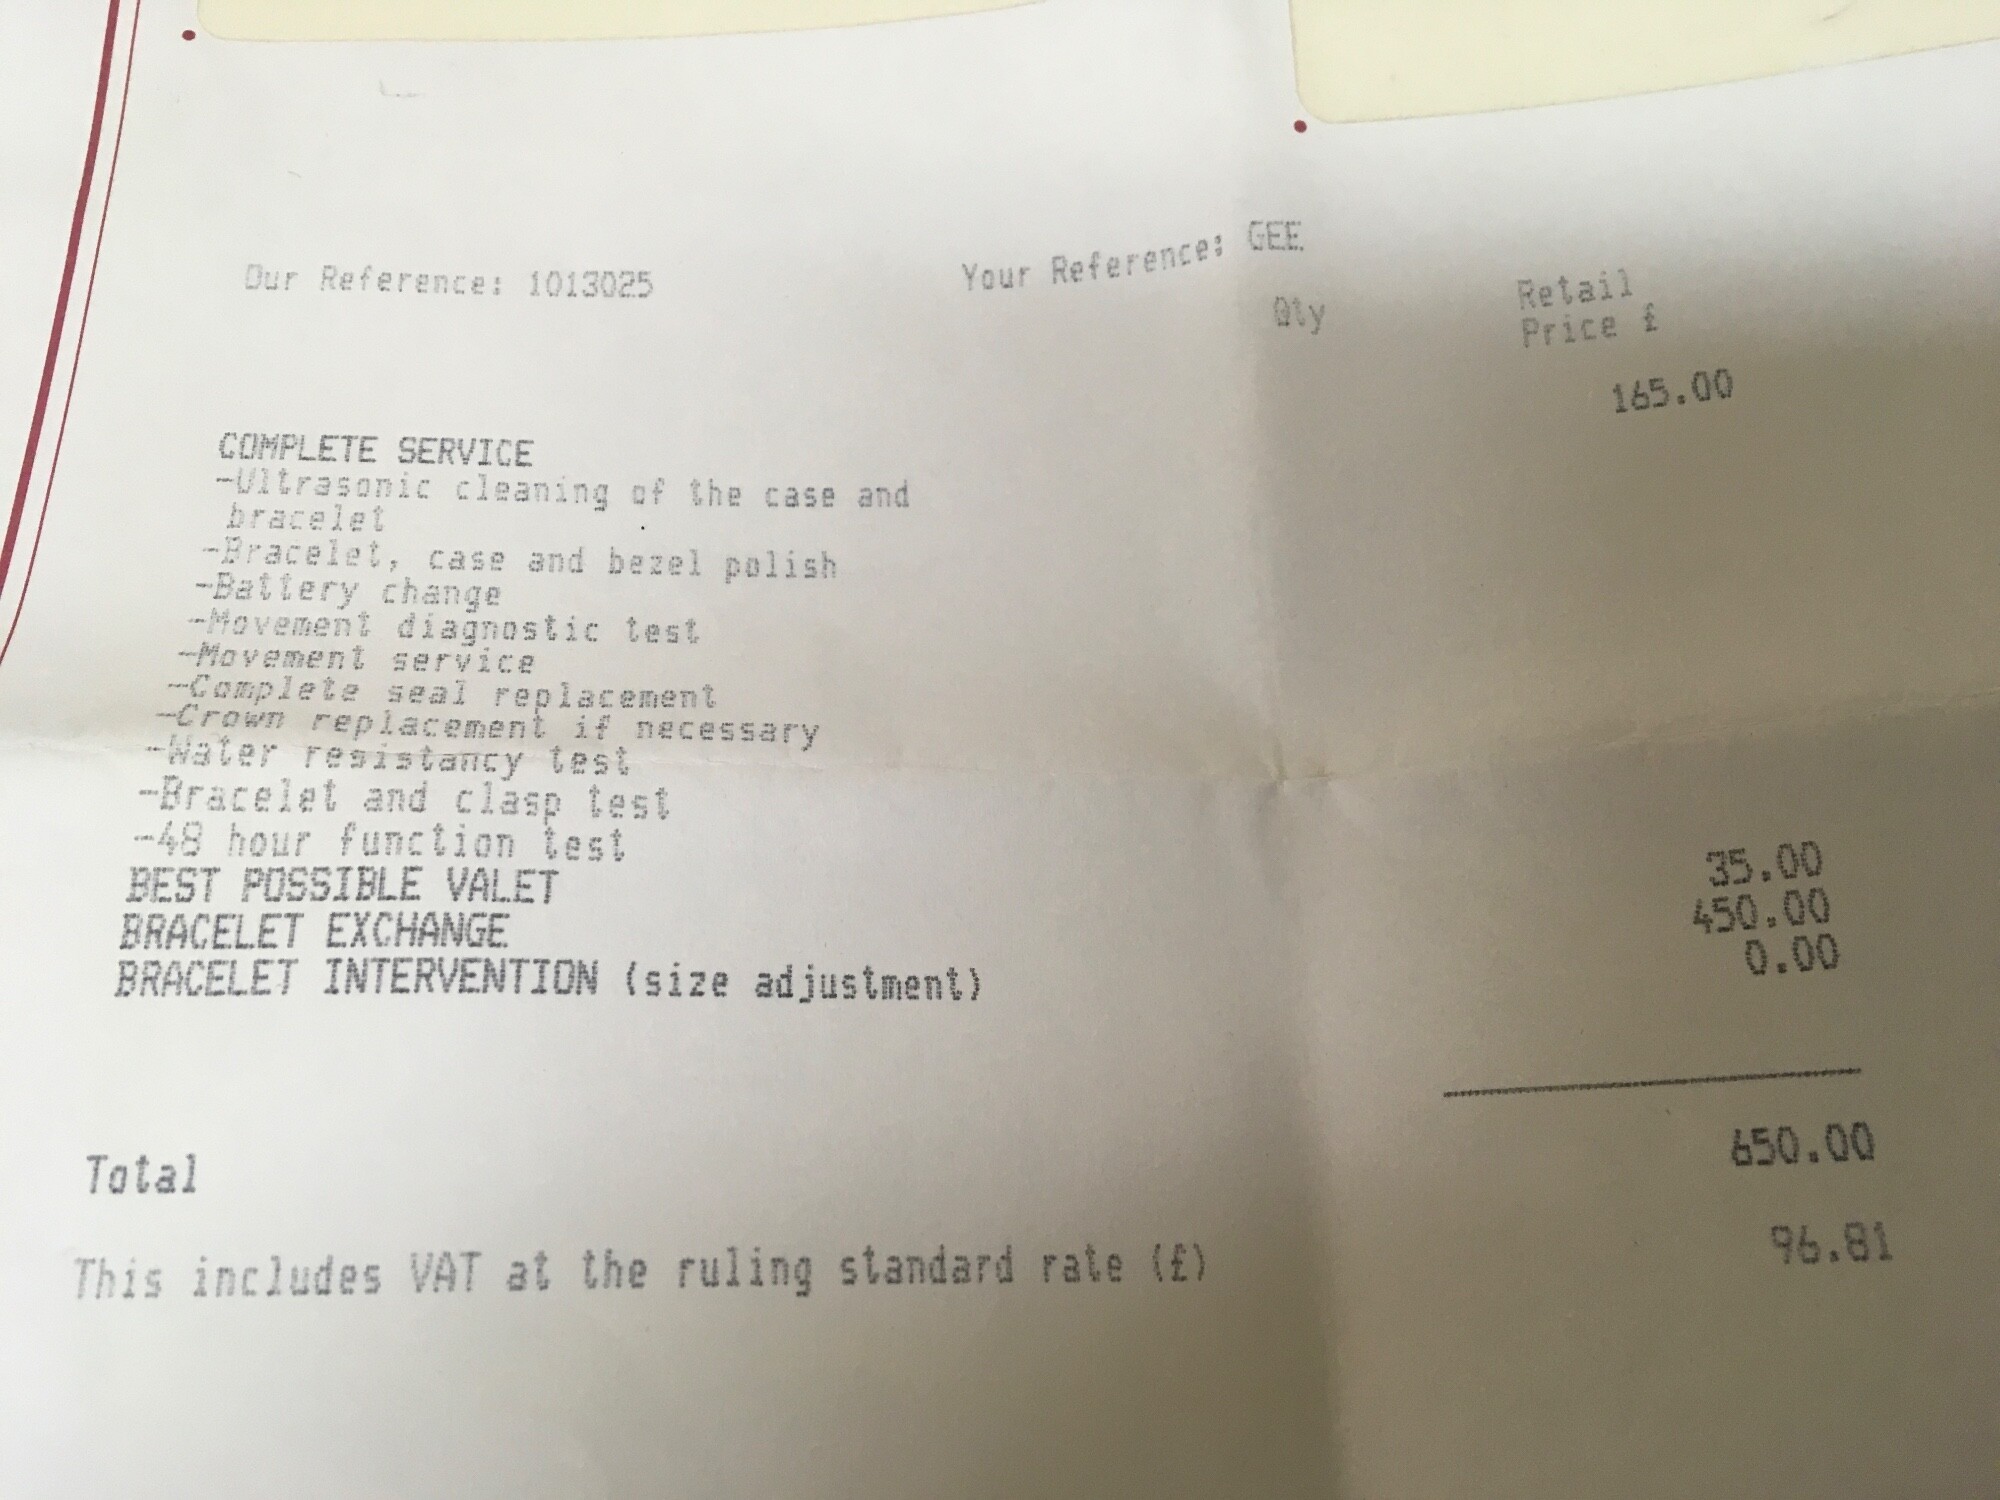 Our Reference: 1013025 Your Reference: GEE
Qty Retail
Price £
165.00
COMPLETE SERVICE
-Ultrasonic cleaning of the case and
bracelet
-Bracelet, case and bezel polish
-Battery change
-Movement diagnostic test
-Movement service
-Complete seal replacement
-Crown replacement if necessary
-Water resistancy test
-Bracelet and clasp test
-48 hour function test
BEST POSSIBLE VALET 35.00
BRACELET EXCHANGE 450.00
BRACELET INTERVENTION (size adjustment) 0.00
Total 650.00
This includes VAT at the ruling standard rate (£) 96.81